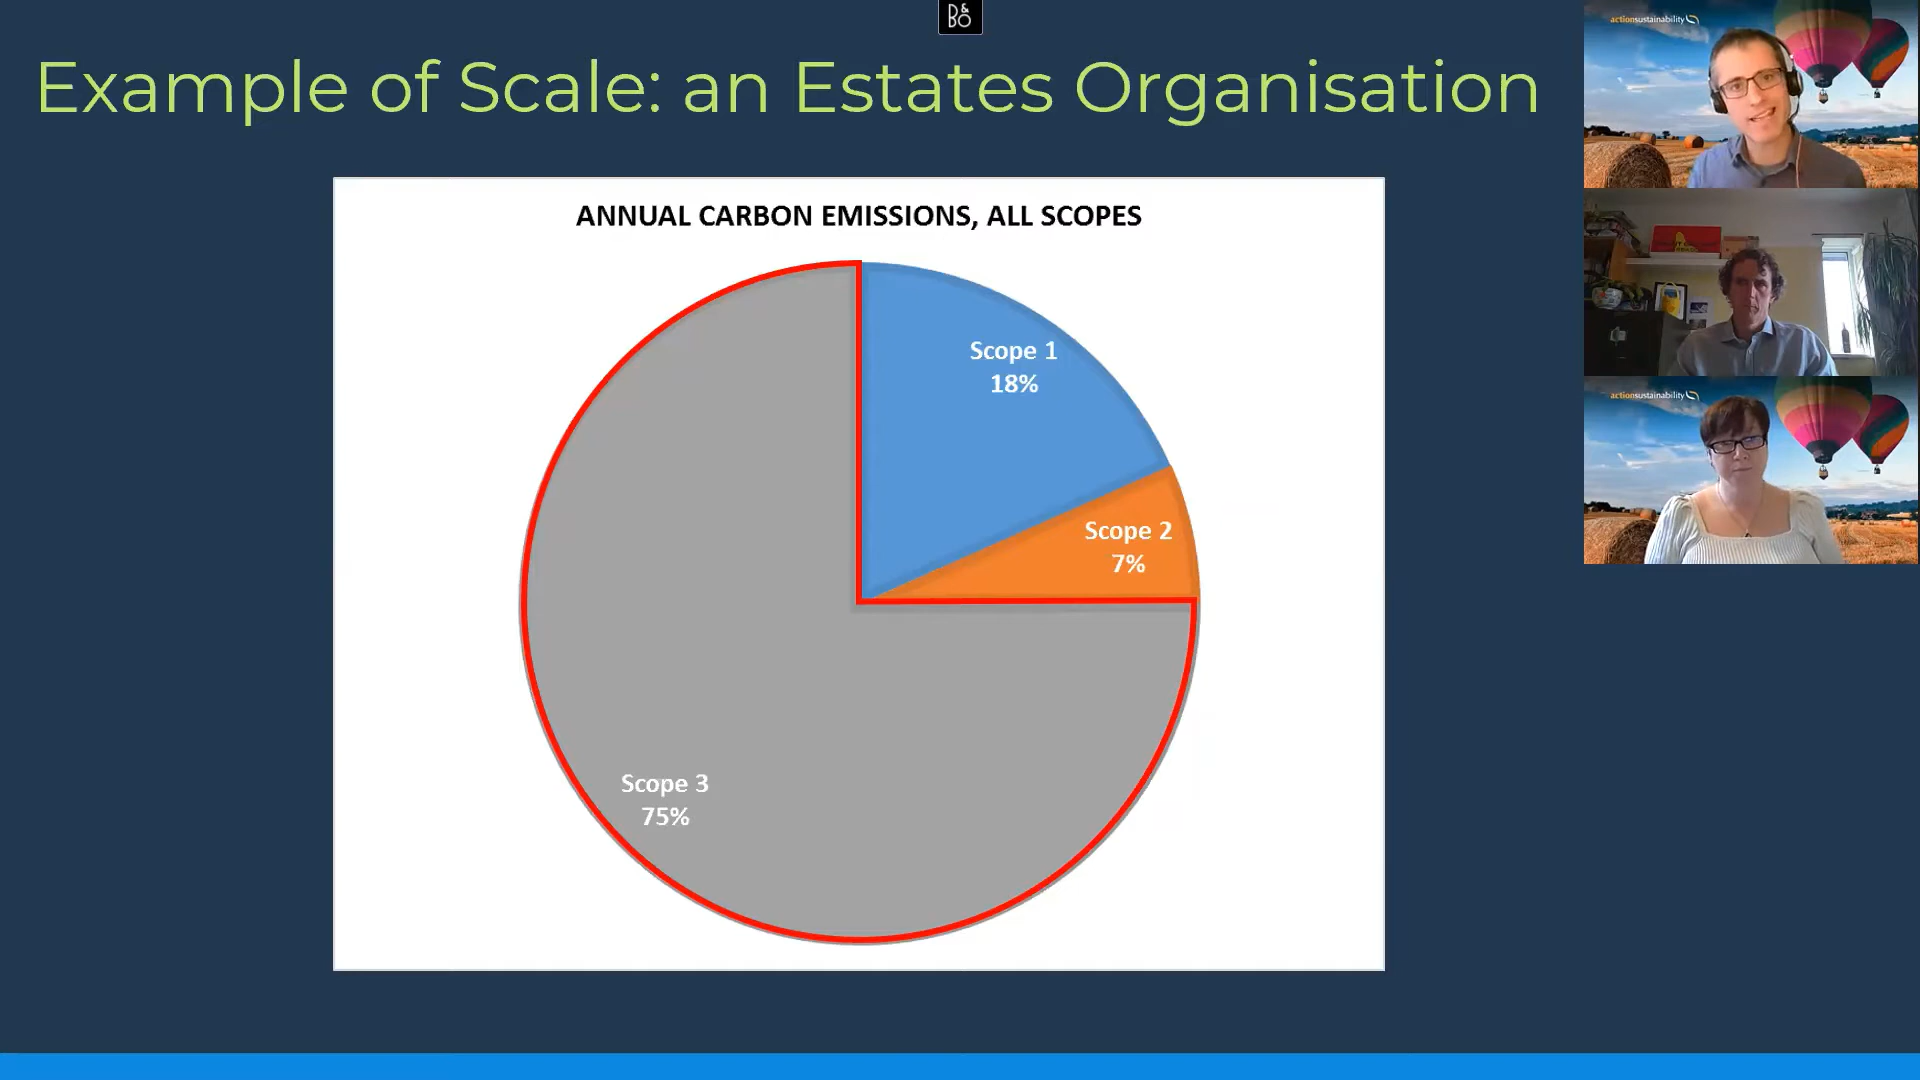 B&O
Example of Scale: an Estates Organisation
ANNUAL CARBON EMISSIONS, ALL SCOPES
Scope 1
18%
Scope 2
7%
Scope 3
75%
actionsustainability
actionsustainability